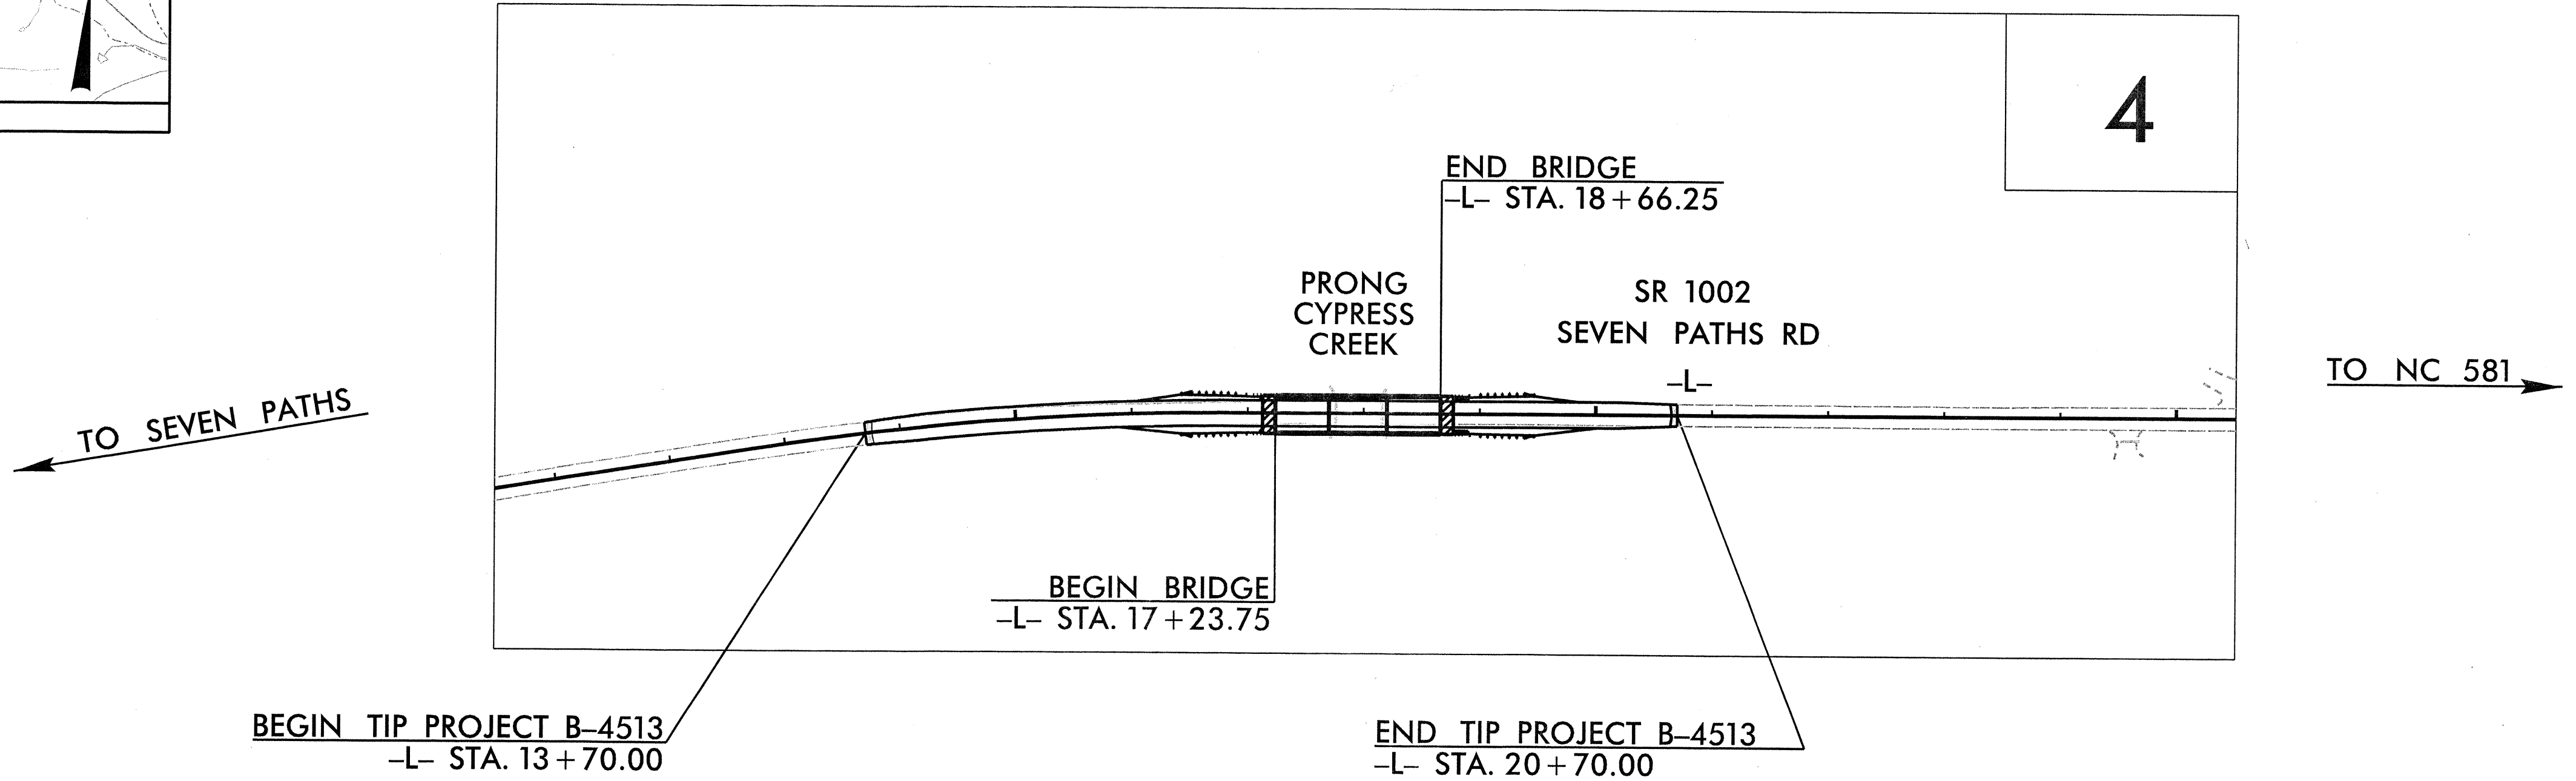 4
END BRIDGE
–L– STA. 18+66.25
PRONG
CYPRESS
CREEK
SR 1002
SEVEN PATHS RD
–L–
TO NC 581
TO SEVEN PATHS
BEGIN BRIDGE
–L– STA. 17+23.75
BEGIN TIP PROJECT B–4513
–L– STA. 13+70.00
END TIP PROJECT B–4513
–L– STA. 20+70.00